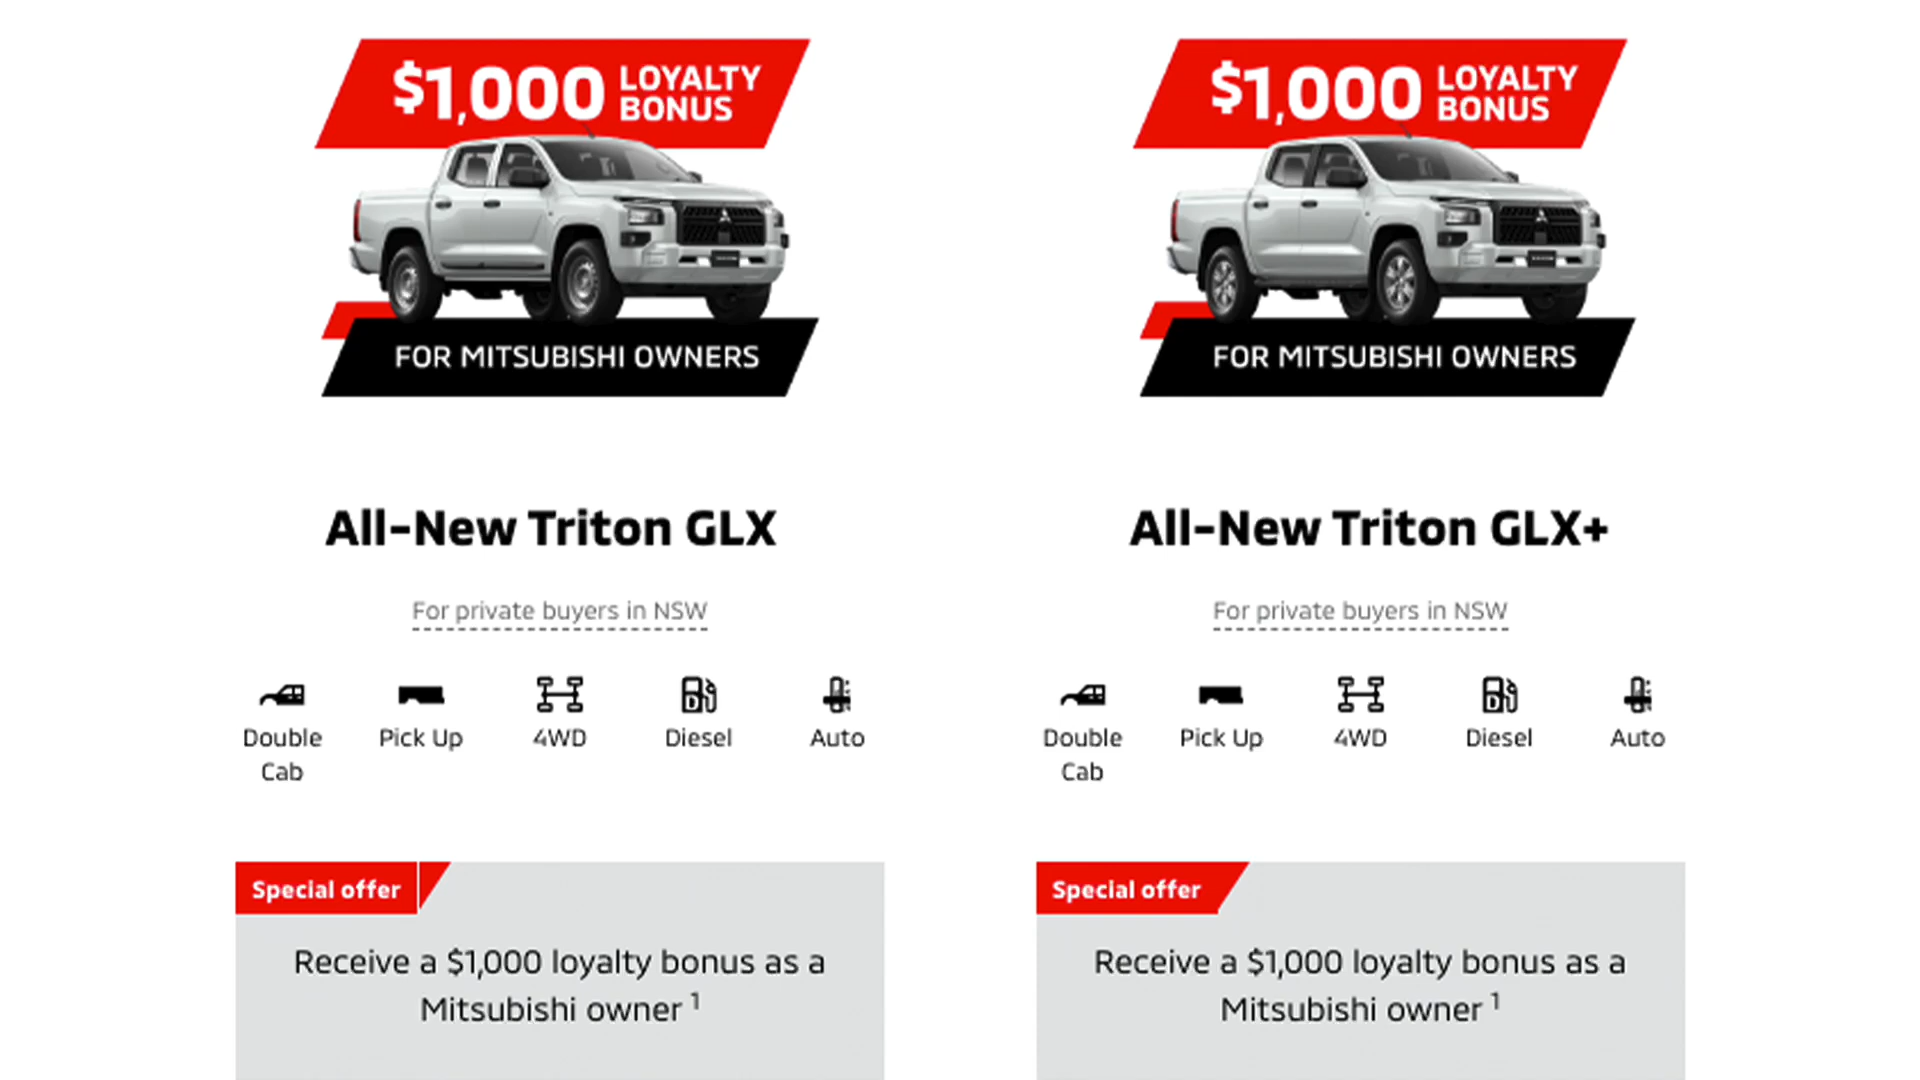 $1,000 LOYALTY
BONUS
FOR MITSUBISHI OWNERS
All-New Triton GLX
For private buyers in NSW
Double
Cab
Pick Up
4WD
Diesel
Auto
Special offer
Receive a $1,000 loyalty bonus as a
Mitsubishi owner 1
$1,000 LOYALTY
BONUS
FOR MITSUBISHI OWNERS
All-New Triton GLX+
For private buyers in NSW
Double
Cab
Pick Up
4WD
Diesel
Auto
Special offer
Receive a $1,000 loyalty bonus as a
Mitsubishi owner 1